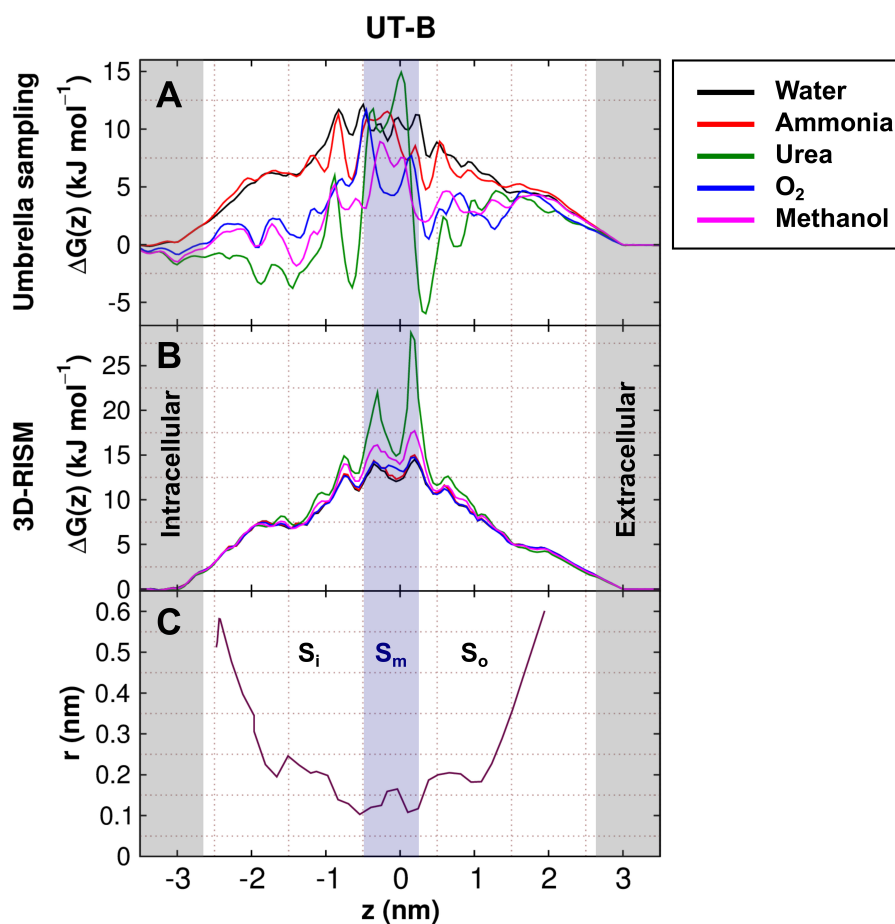 UT-B
Umbrella sampling
ΔG(z) (kJ mol⁻¹)
A
15
10
5
0
-5
Water
Ammonia
Urea
O₂
Methanol
3D-RISM
ΔG(z) (kJ mol⁻¹)
B
25
20
15
10
5
0
Intracellular
Extracellular
r (nm)
C
0.6
0.5
0.4
0.3
0.2
0.1
0
Sᵢ
Sₘ
Sₒ
-3 -2 -1 0 1 2 3
z (nm)